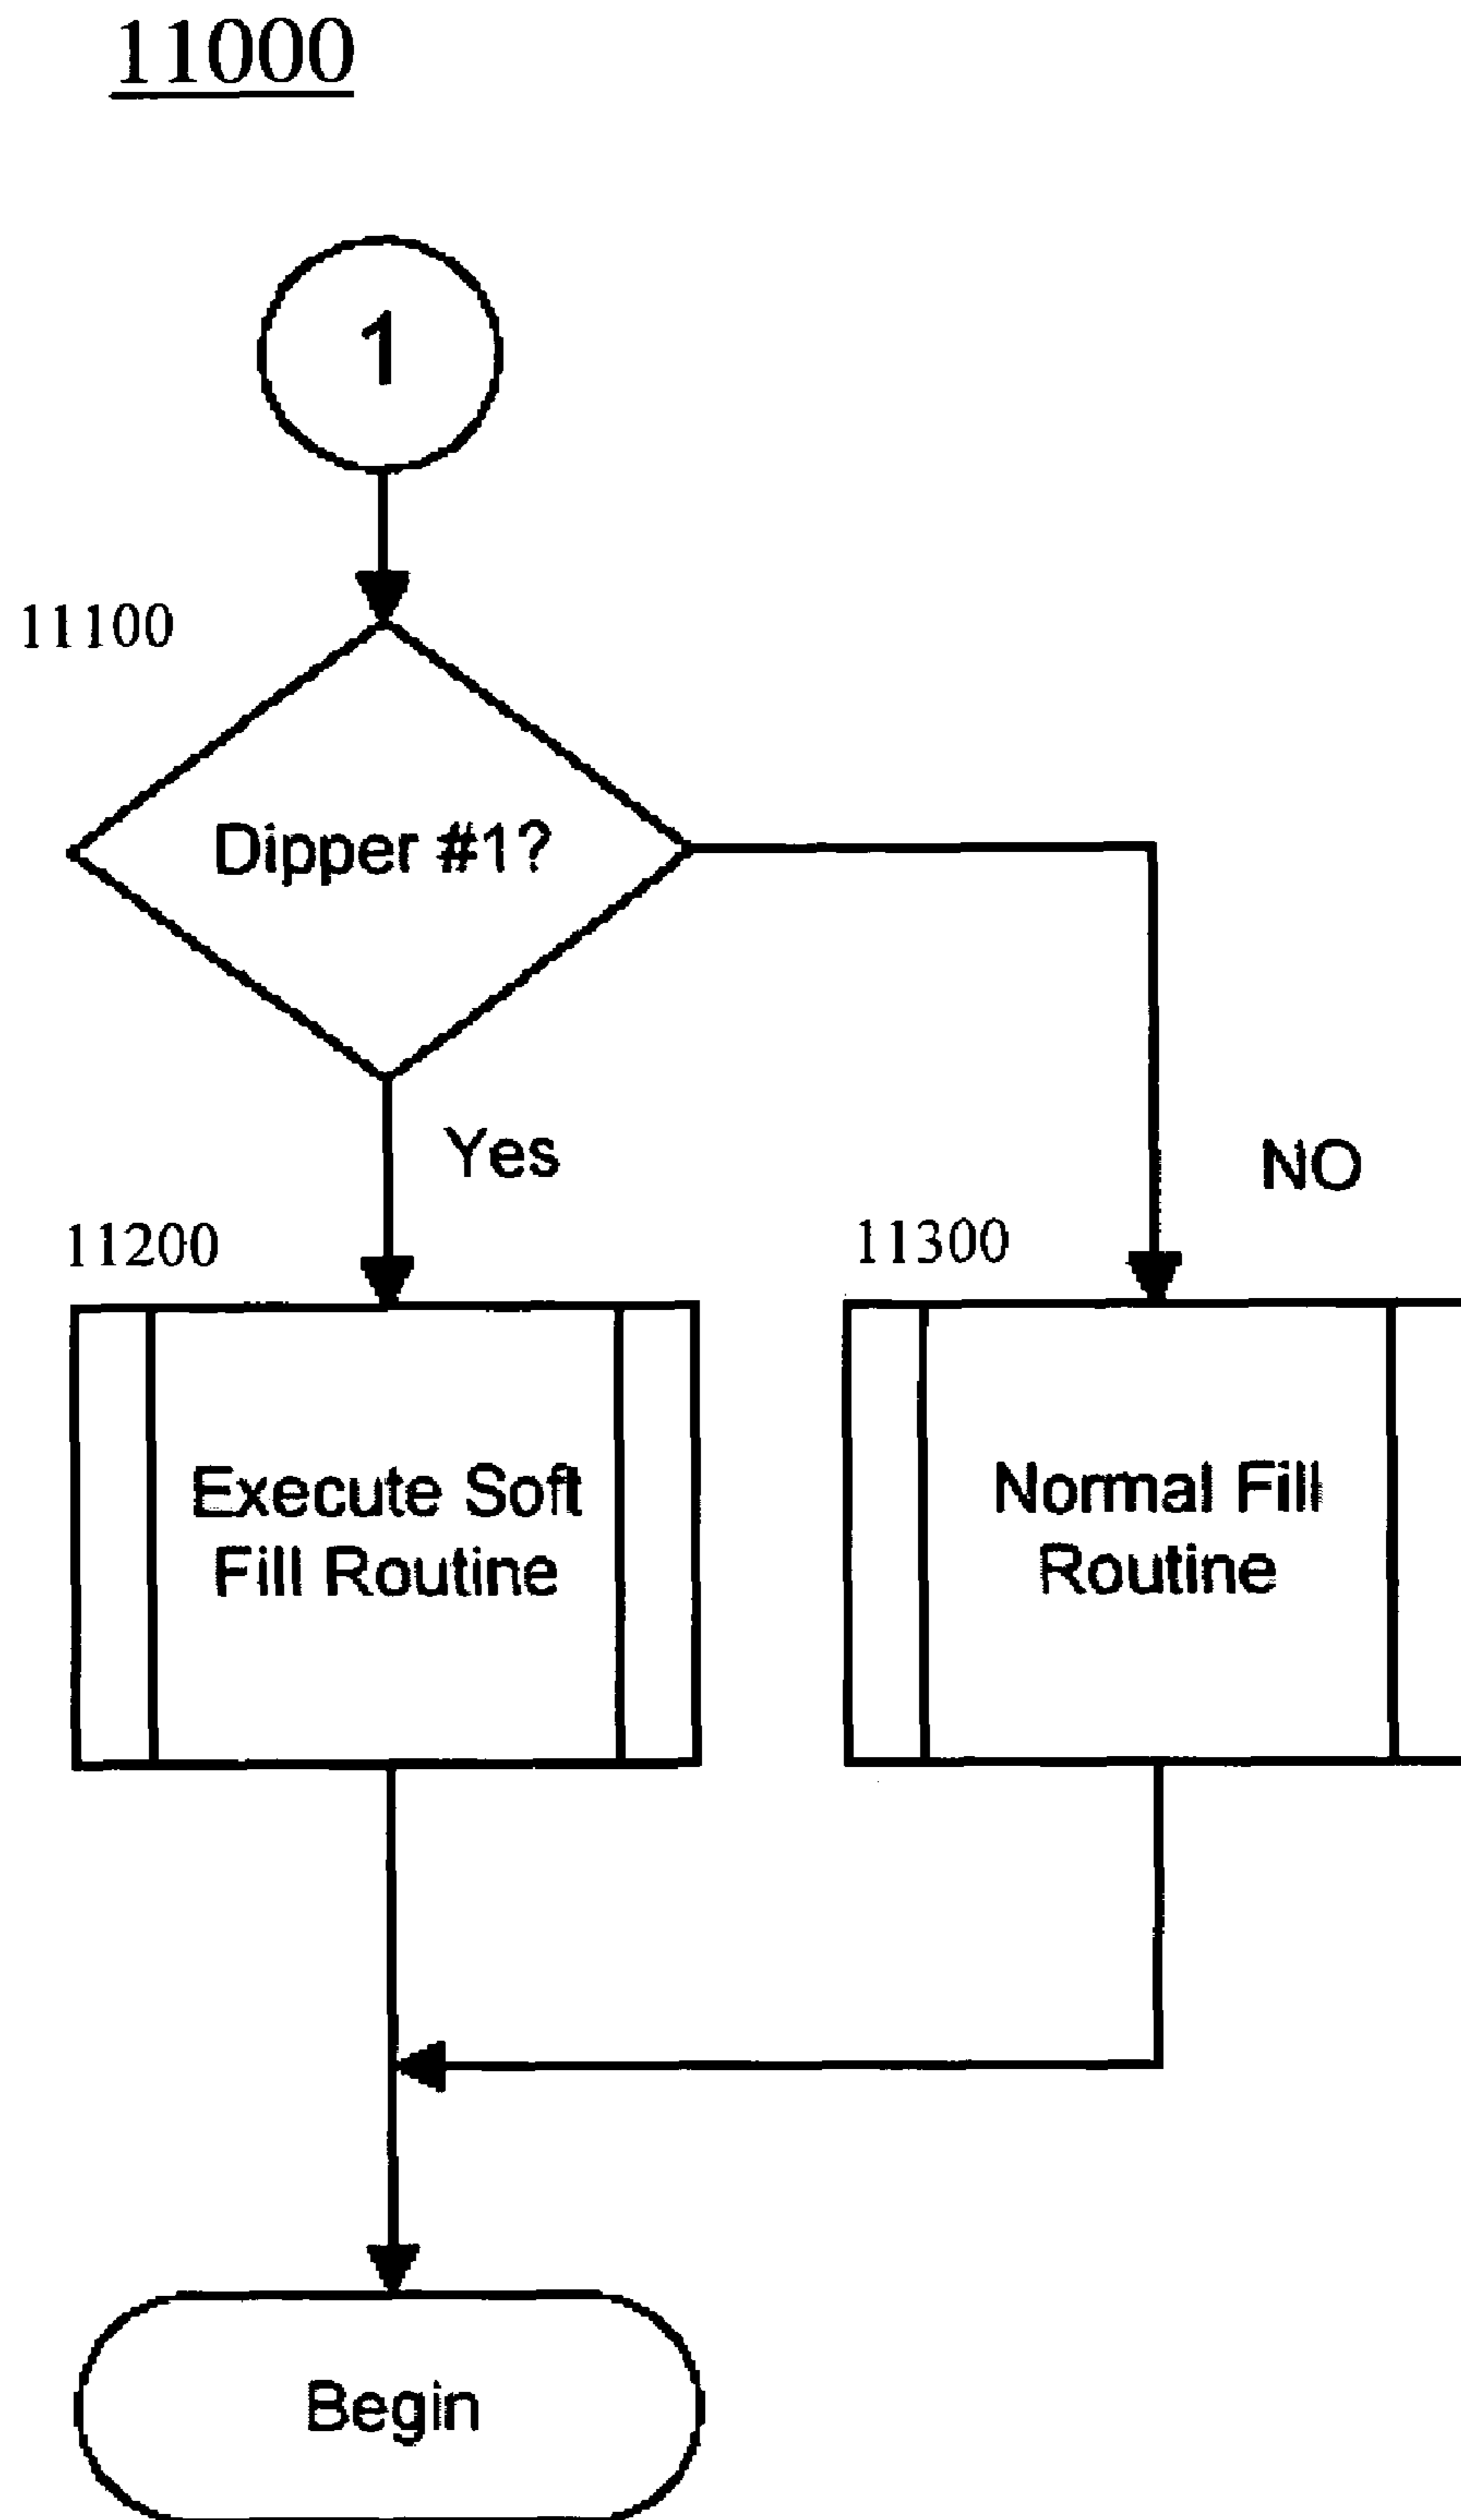 11000
1
11100
Dipper #1?
Yes
NO
11200
11300
Execute Soft
Fill Routine
Normal Fill
Routine
Begin